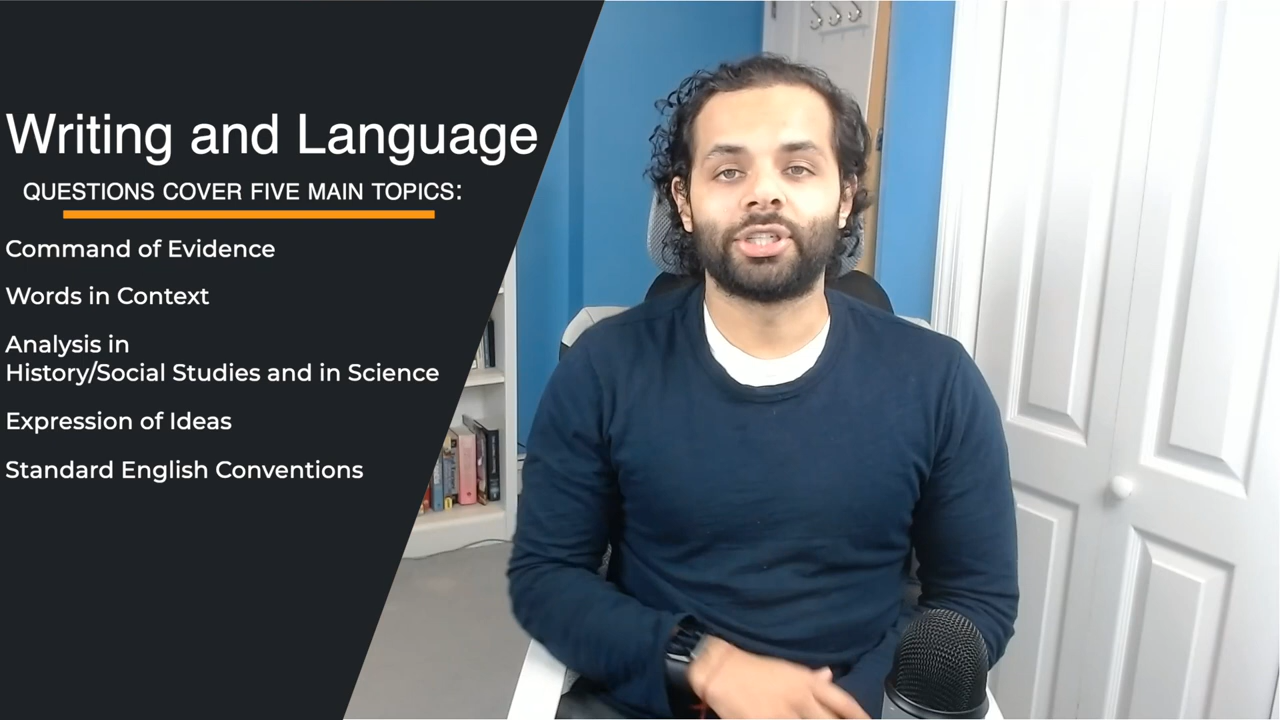 Writing and Language
QUESTIONS COVER FIVE MAIN TOPICS:
Command of Evidence
Words in Context
Analysis in
History/Social Studies and in Science
Expression of Ideas
Standard English Conventions